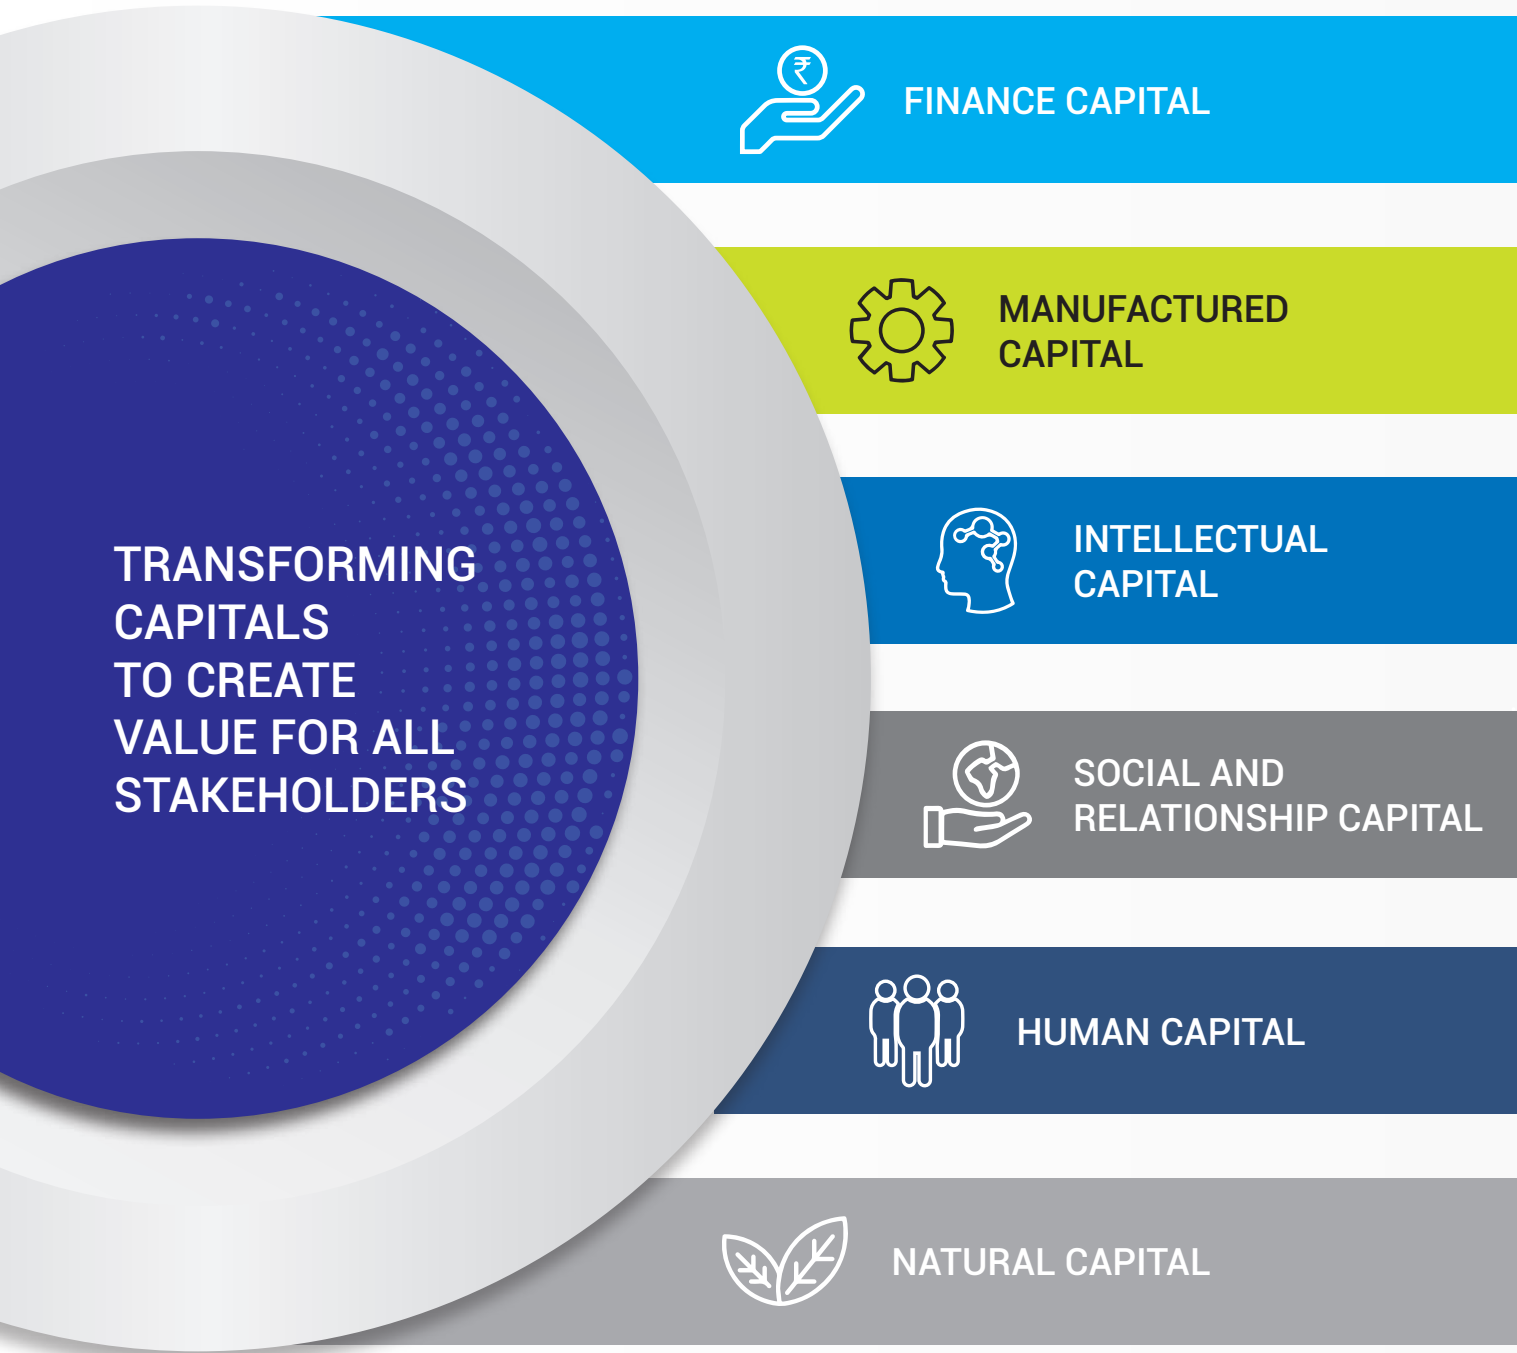 TRANSFORMING
CAPITALS
TO CREATE
VALUE FOR ALL
STAKEHOLDERS
₹
FINANCE CAPITAL
MANUFACTURED
CAPITAL
INTELLECTUAL
CAPITAL
SOCIAL AND
RELATIONSHIP CAPITAL
HUMAN CAPITAL
NATURAL CAPITAL